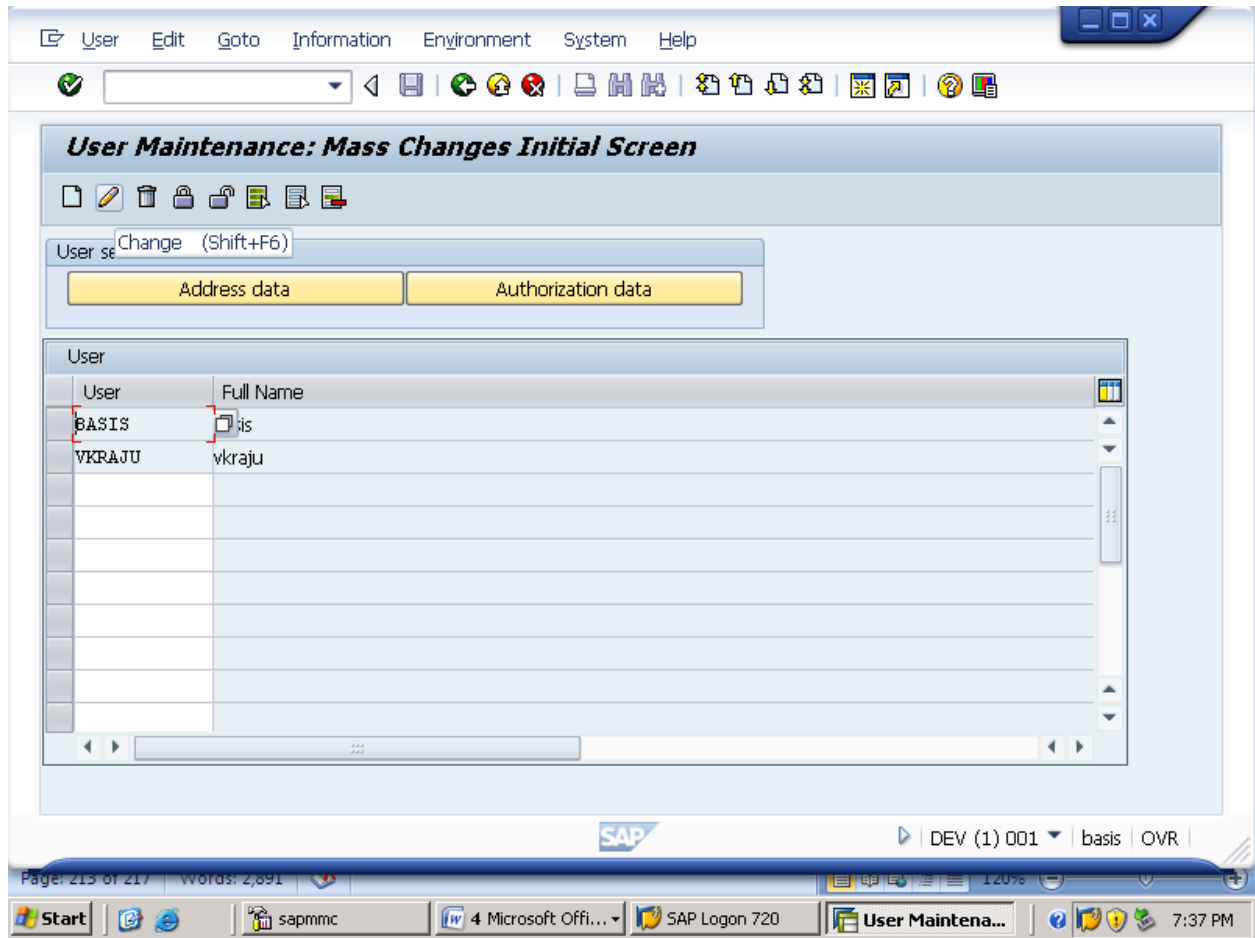 User Edit Goto Information Environment System Help
User Maintenance: Mass Changes Initial Screen
Change (Shift+F6)
User se
Address data Authorization data
User
User Full Name
BASIS sis
VKRAJU vkraju
SAP DEV (1) 001 basis OVR
Page: 213 of 217 Words: 2,891 120%
Start sapmmc 4 Microsoft Offi... SAP Logon 720 User Maintena... 7:37 PM